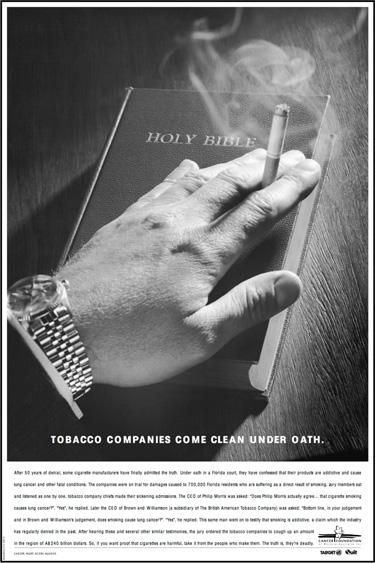 HOLY BIBLE
TOBACCO COMPANIES COME CLEAN UNDER OATH.
After 50 years of denial, some cigarette manufacturers have finally admitted the truth. Under oath in a Florida court, they have confessed that their products are addictive and cause
lung cancer and other fatal conditions. The companies were on trial for damages caused to 700,000 Florida residents who are suffering as a direct result of smoking. Jury members sat
and listened as one by one, tobacco company chiefs made their sickening admissions. The CEO of Philip Morris was asked: "Does Philip Morris actually agree... that cigarette smoking
causes lung cancer?". "Yes", he replied. Later the CEO of Brown and Williamson (a subsidiary of The British American Tobacco Company) was asked: "Bottom line, in your judgement
and in Brown and Williamson's judgement, does smoking cause lung cancer?". "Yes", he replied. This same man went on to testify that smoking is addictive, a claim which the industry
has regularly denied in the past. After hearing these and several other similar testimonies, the jury ordered the tobacco companies to cough up an amount
in the region of A$240 billion dollars. So, if you want proof that cigarettes are harmful, take it from the people who make them. The truth is, they're deadly.
CANCER FOUNDATION
TARGET
Quit